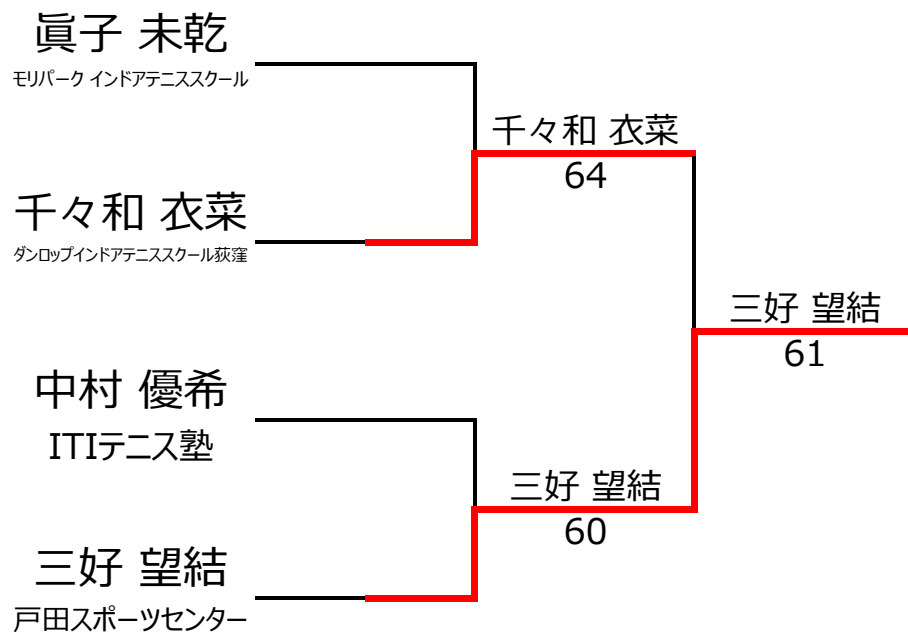 眞子 未乾
モリパーク インドアテニススクール
千々和 衣菜
64
千々和 衣菜
ダンロップインドアテニススクール荻窪
三好 望結
61
中村 優希
ITIテニス塾
三好 望結
60
三好 望結
戸田スポーツセンター